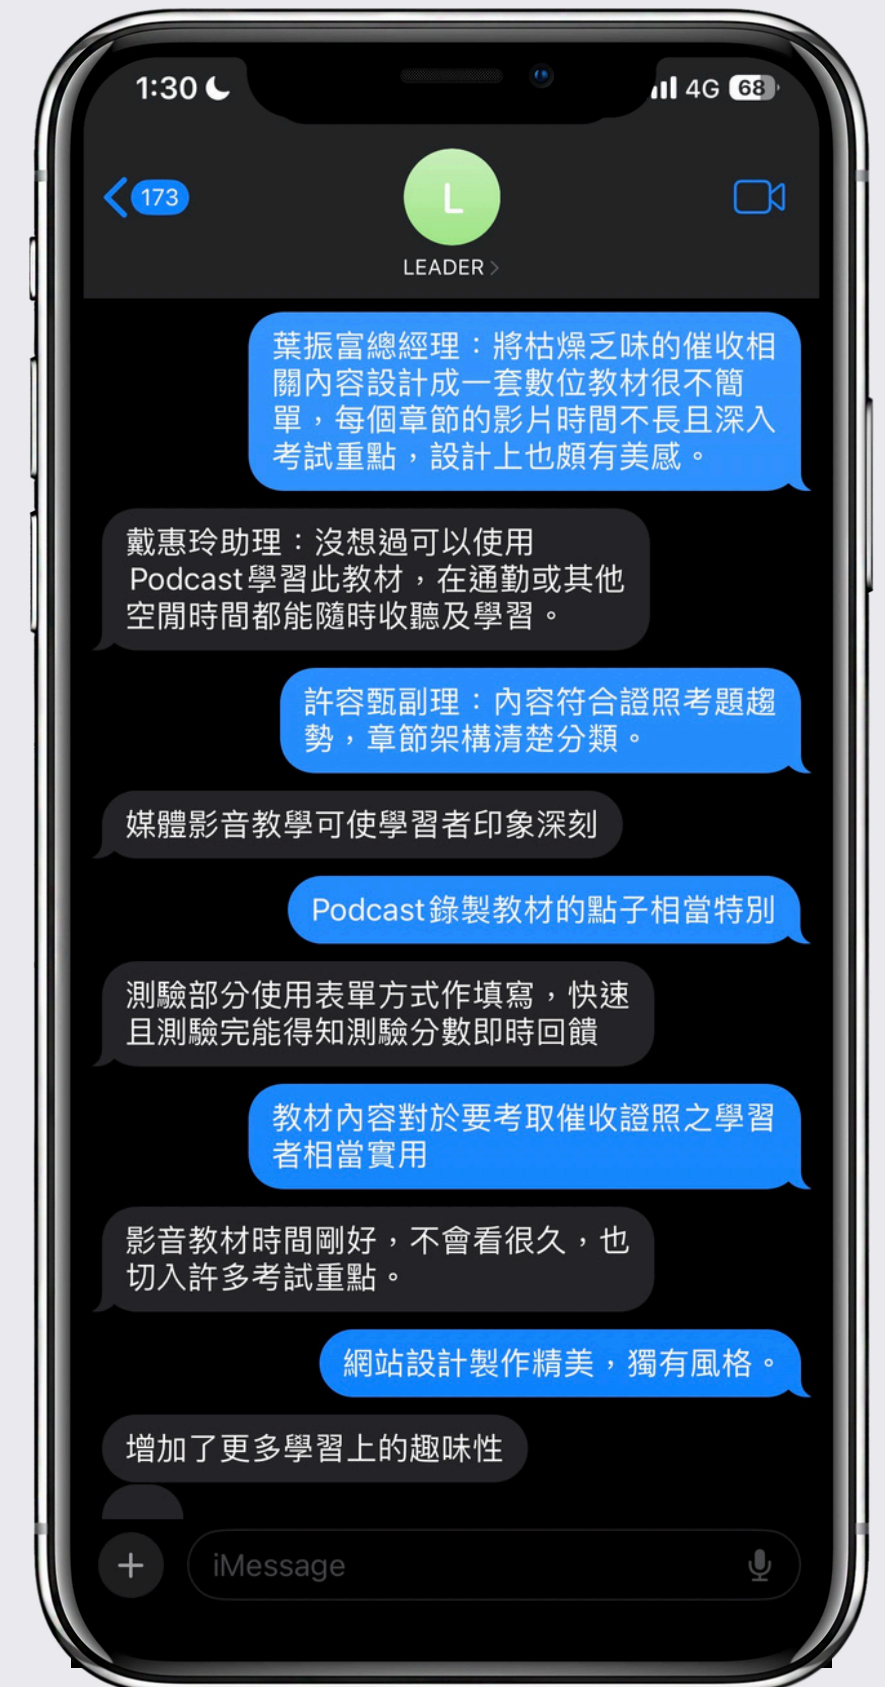 1:30
4G 68
173
L
LEADER
葉振富總經理：將枯燥乏味的催收相
關內容設計成一套數位教材很不簡
單，每個章節的影片時間不長且深入
考試重點，設計上也頗有美感。
戴惠玲助理：沒想過可以使用
Podcast學習此教材，在通勤或其他
空閒時間都能隨時收聽及學習。
許容甄副理：內容符合證照考題趨
勢，章節架構清楚分類。
媒體影音教學可使學習者印象深刻
Podcast錄製教材的點子相當特別
測驗部分使用表單方式作填寫，快速
且測驗完能得知測驗分數即時回饋
教材內容對於要考取催收證照之學習
者相當實用
影音教材時間剛好，不會看很久，也
切入許多考試重點。
網站設計製作精美，獨有風格。
增加了更多學習上的趣味性
iMessage